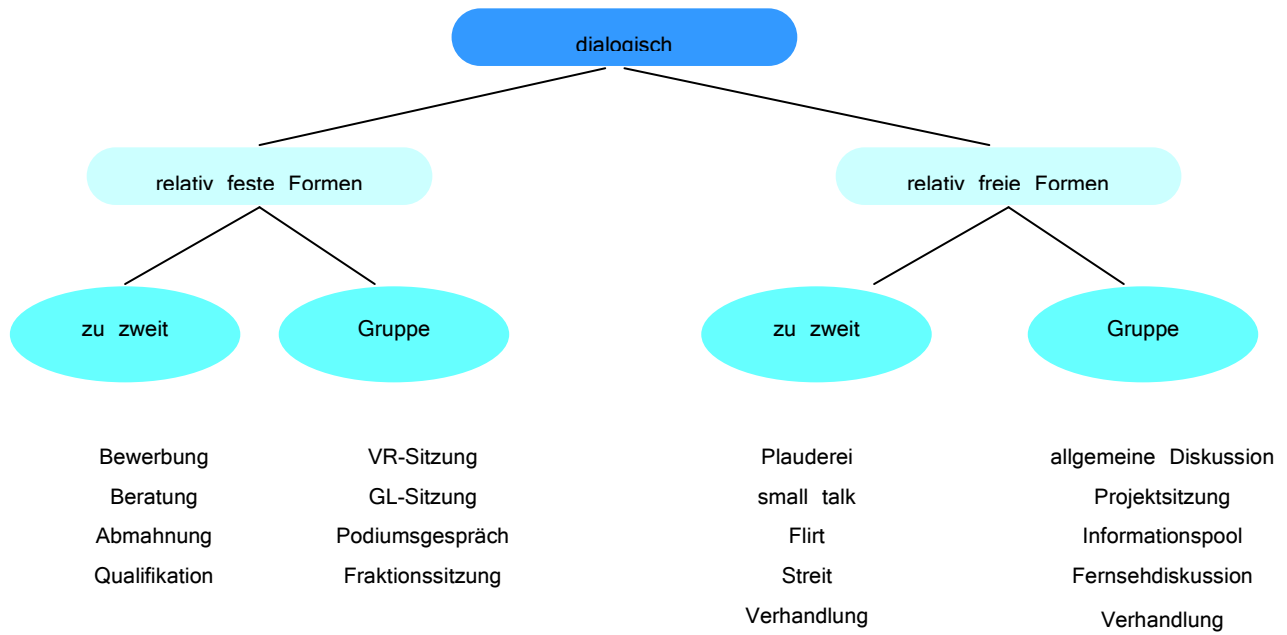 dialogisch
relativ feste Formen
relativ freie Formen
zu zweit
Gruppe
zu zweit
Gruppe
Bewerbung
Beratung
Abmahnung
Qualifikation
VR-Sitzung
GL-Sitzung
Podiumsgespräch
Fraktionssitzung
Plauderei
small talk
Flirt
Streit
Verhandlung
allgemeine Diskussion
Projektsitzung
Informationspool
Fernsehdiskussion
Verhandlung